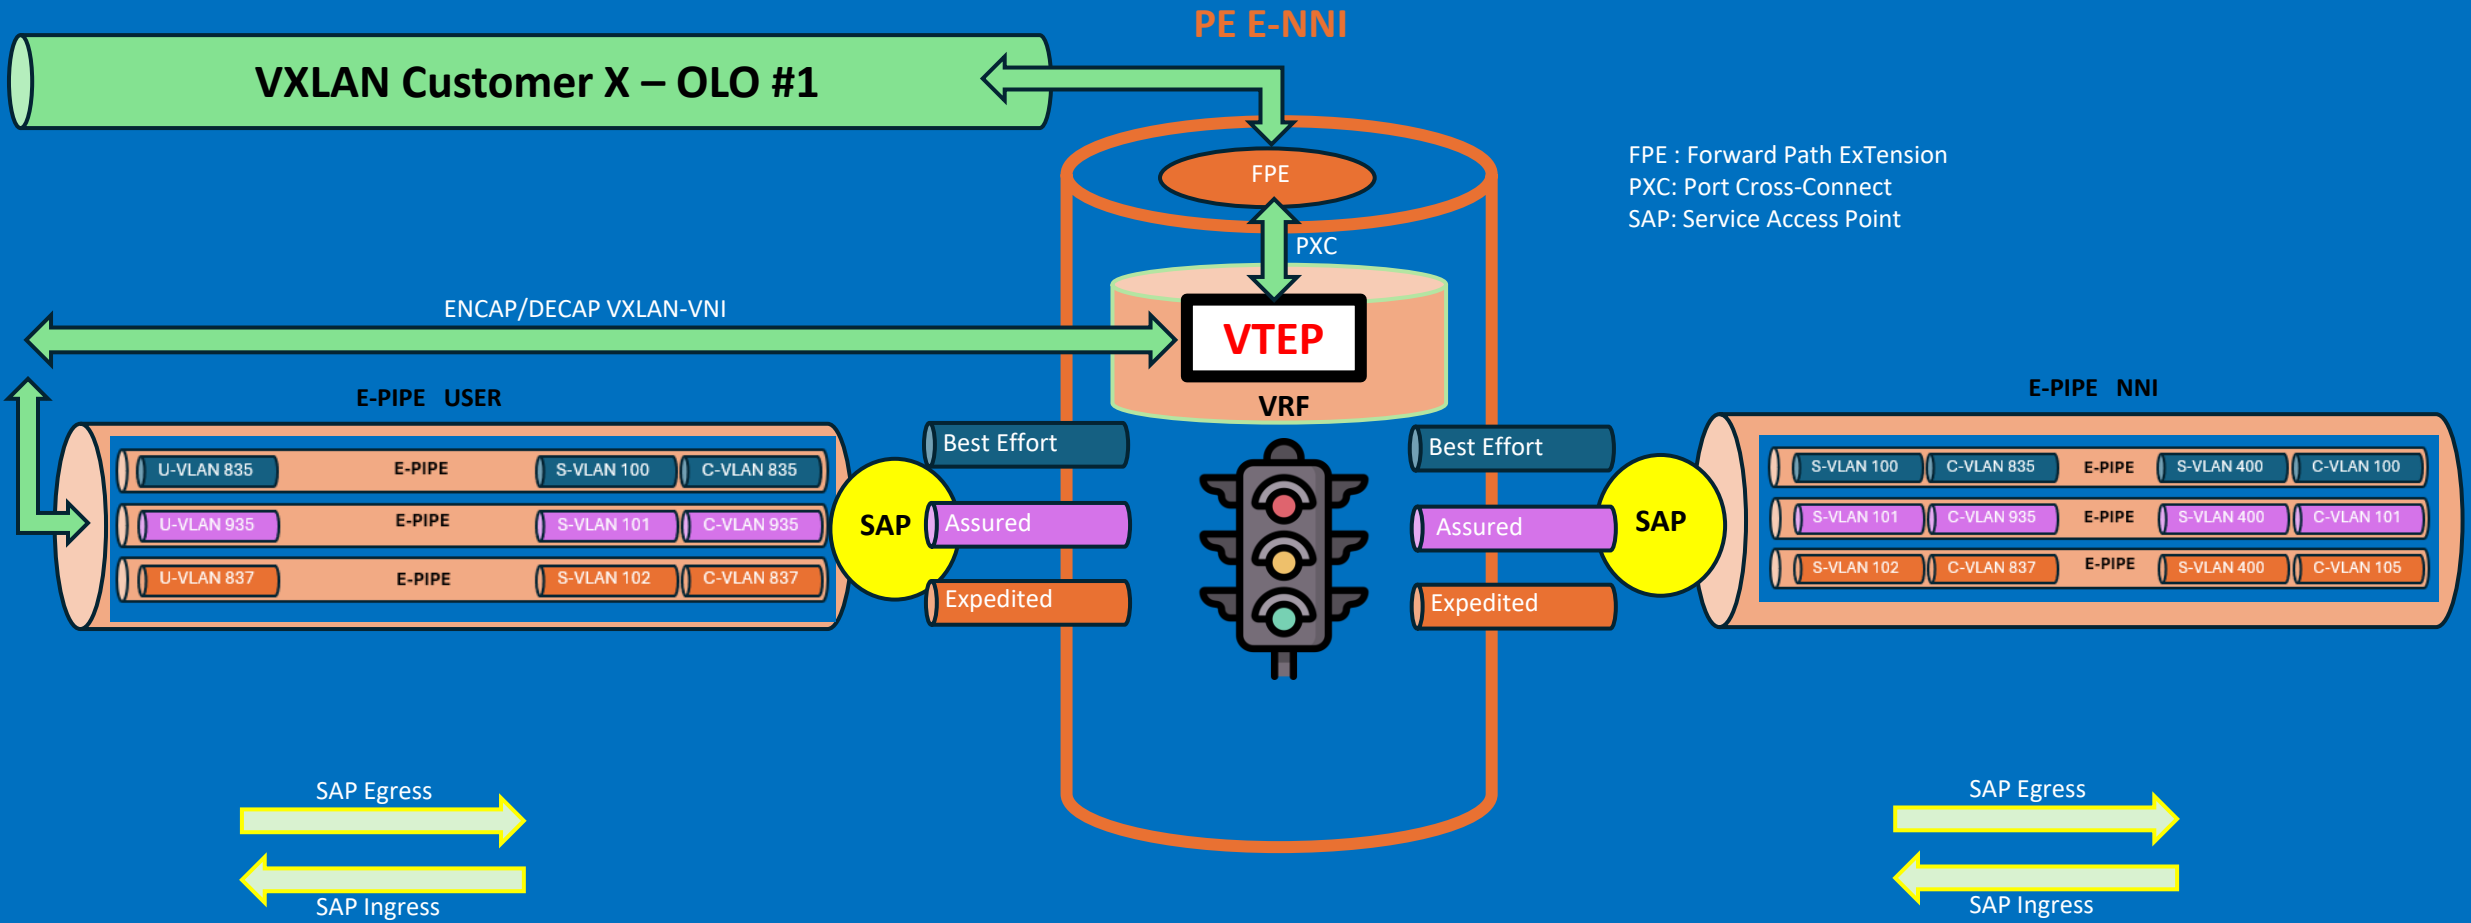 PE E-NNI
VXLAN Customer X – OLO #1
FPE : Forward Path ExTension
PXC: Port Cross-Connect
SAP: Service Access Point
FPE
PXC
ENCAP/DECAP VXLAN-VNI
VTEP
VRF
E-PIPE USER
U-VLAN 835 E-PIPE S-VLAN 100 C-VLAN 835
U-VLAN 935 E-PIPE S-VLAN 101 C-VLAN 935
U-VLAN 837 E-PIPE S-VLAN 102 C-VLAN 837
SAP
Best Effort
Assured
Expedited
Best Effort
Assured
Expedited
SAP
E-PIPE NNI
S-VLAN 100 C-VLAN 835 E-PIPE S-VLAN 400 C-VLAN 100
S-VLAN 101 C-VLAN 935 E-PIPE S-VLAN 400 C-VLAN 101
S-VLAN 102 C-VLAN 837 E-PIPE S-VLAN 400 C-VLAN 105
SAP Egress
SAP Ingress
SAP Egress
SAP Ingress